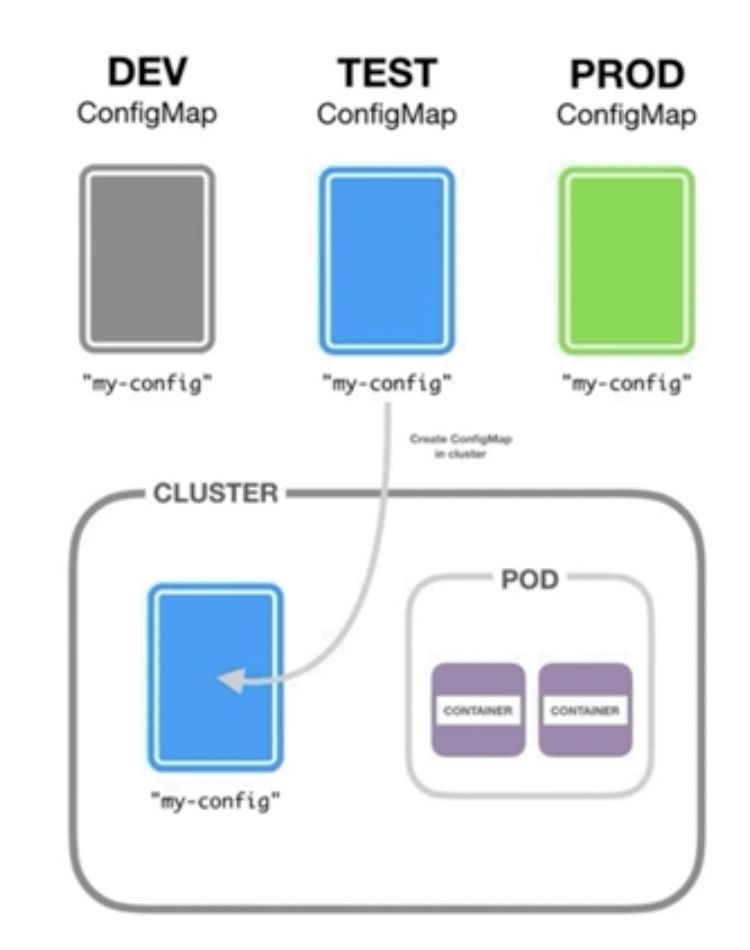 DEV
ConfigMap
TEST
ConfigMap
PROD
ConfigMap
"my-config"
"my-config"
"my-config"
Create ConfigMap
in cluster
CLUSTER
POD
CONTAINER
CONTAINER
"my-config"